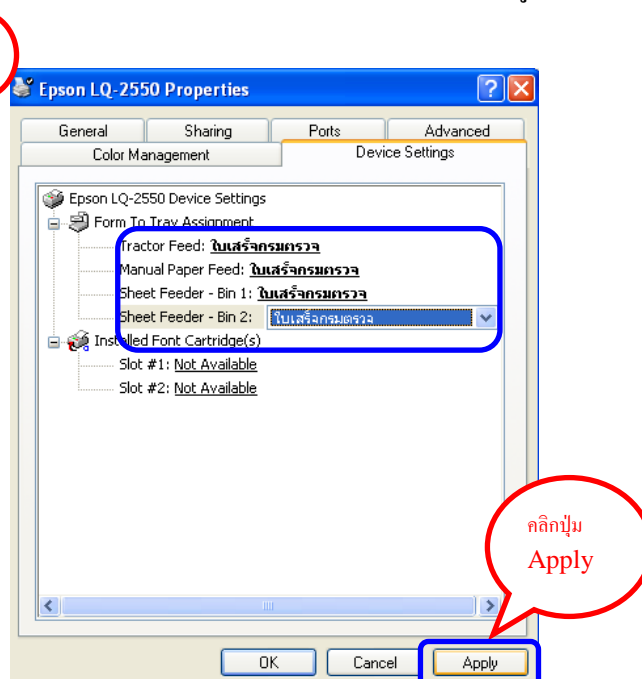 Epson LQ-2550 Properties
General Sharing Ports Advanced
Color Management Device Settings
Epson LQ-2550 Device Settings
Form To Tray Assignment
Tractor Feed: ใบเสร็จกรมตรวจ
Manual Paper Feed: ใบเสร็จกรมตรวจ
Sheet Feeder - Bin 1: ใบเสร็จกรมตรวจ
Sheet Feeder - Bin 2: ใบเสร็จกรมตรวจ
Installed Font Cartridge(s)
Slot #1: Not Available
Slot #2: Not Available
คลิกปุ่ม
Apply
OK Cancel Apply